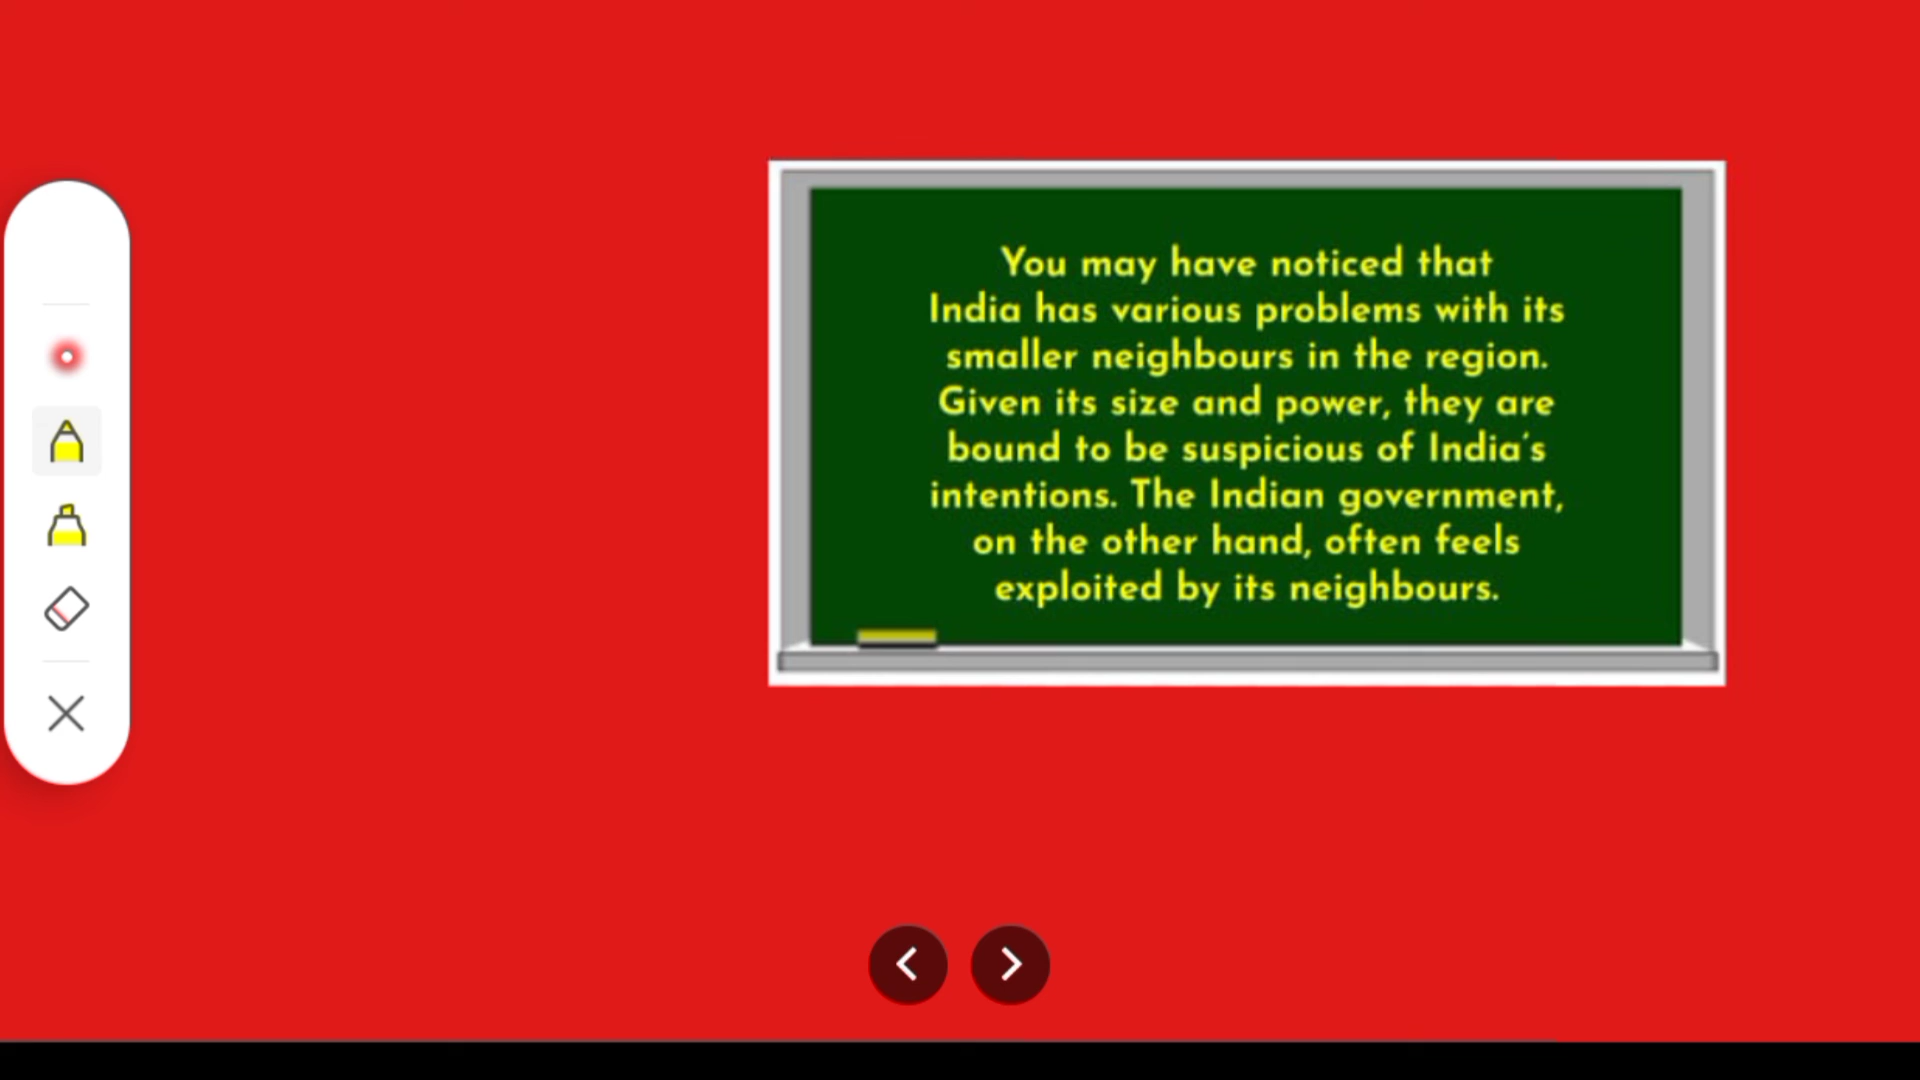 You may have noticed that
India has various problems with its
smaller neighbours in the region.
Given its size and power, they are
bound to be suspicious of India's
intentions. The Indian government,
on the other hand, often feels
exploited by its neighbours.